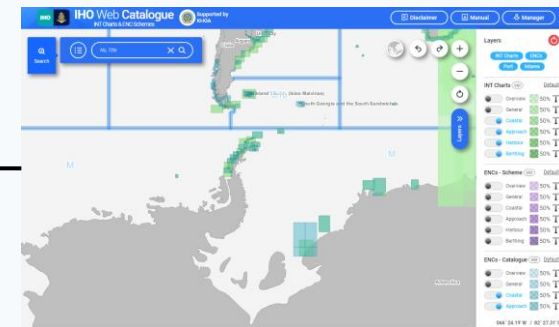 IHO
IHO Web Catalogue
INT Charts & ENC Schemes
Supported by
KHOA
Disclaimer
Manual
Manager
Search
No, Title
Layers
Layers
INT Charts
ENCs
Port
Intents
INT Charts
Default
Overview
50%
T
General
50%
T
Coastal
50%
T
Approach
50%
T
Harbour
50%
T
Berthing
50%
T
ENCs - Scheme
Default
Overview
50%
T
General
50%
T
Coastal
50%
T
Approach
50%
T
Harbour
50%
T
Berthing
50%
T
ENCs - Catalogue
Default
Overview
50%
T
General
50%
T
Coastal
50%
T
Approach
50%
T
South Georgia and the South Sandwich
M
M
Antarctica